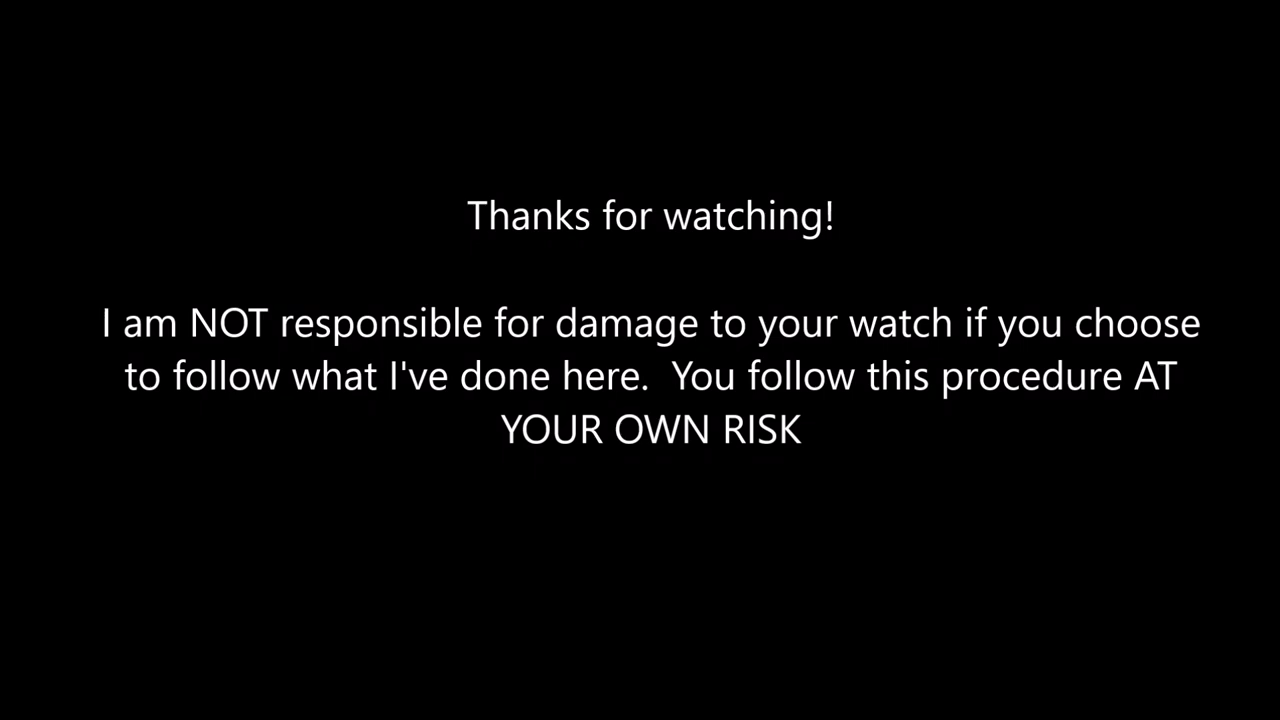 Thanks for watching!
I am NOT responsible for damage to your watch if you choose
to follow what I've done here.  You follow this procedure AT
YOUR OWN RISK